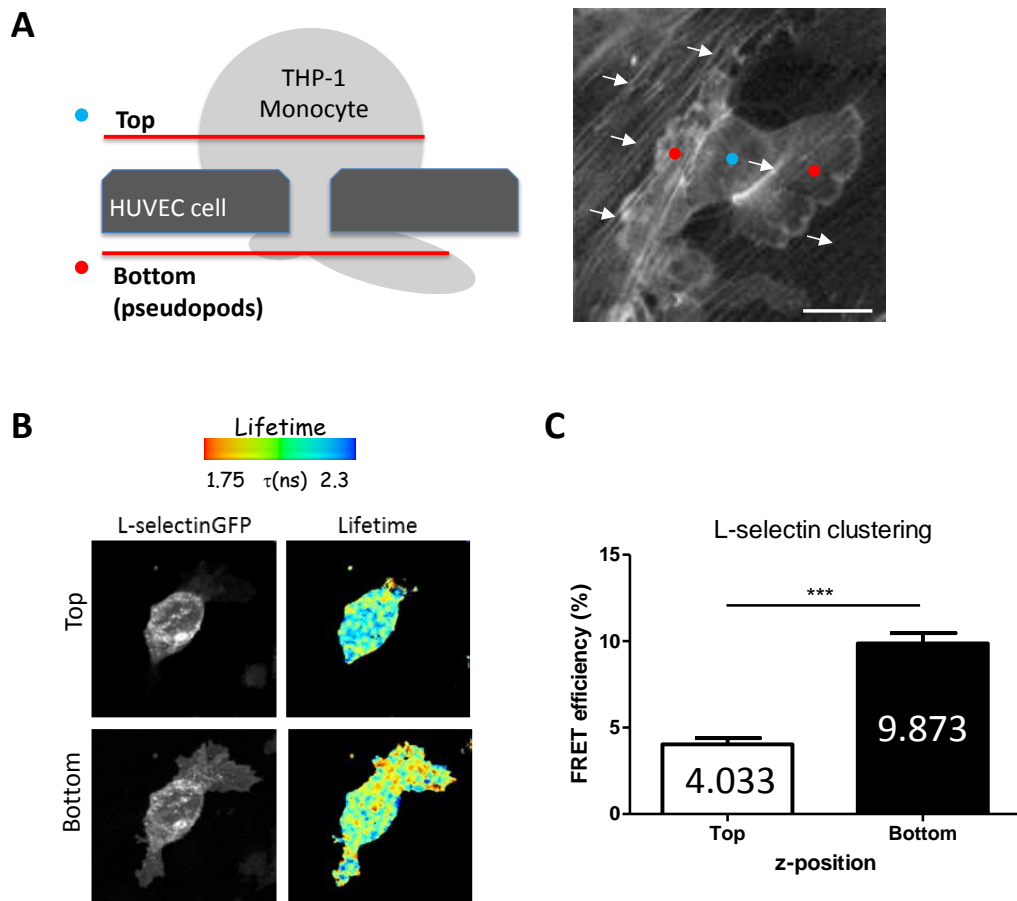 A
THP-1
Monocyte
Top
HUVEC cell
Bottom
(pseudopods)
B
Lifetime
1.75 τ(ns) 2.3
L-selectinGFP Lifetime
Top
Bottom
C
L-selectin clustering
FRET efficiency (%)
15
10
5
0
***
4.033
9.873
Top Bottom
z-position